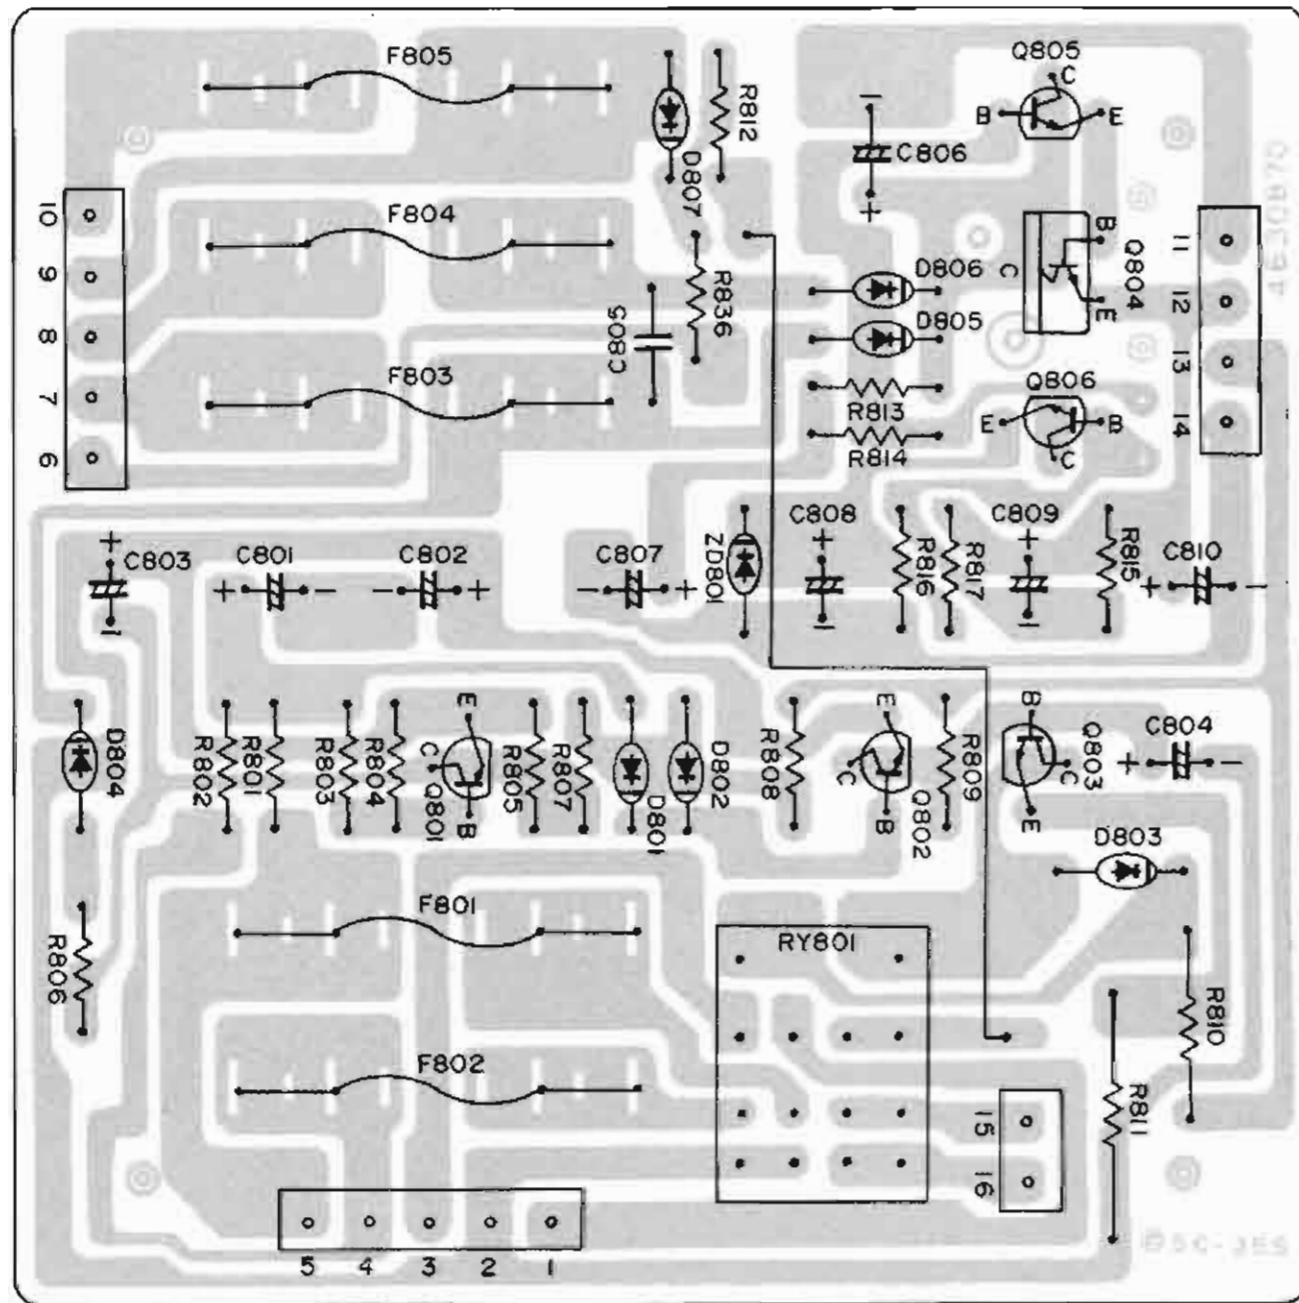 F805
R812
D807
Q805
C
B
E
C806
+
10
9
8
7
6
F804
R836
C805
D806
D805
B
C
E
Q804
11
12
13
14
F803
R813
R814
Q806
E
B
C
+
C803
C801
+ -
C802
- +
C807
- +
ZD801
C808
+
R816
R817
C809
+
R815
C810
+ -
D804
R802
R801
R803
R804
E
C
B
Q801
R805
R807
D801
D802
R808
E
C
B
Q802
R809
B
C
E
Q803
C804
+ -
D803
R806
F801
RY801
R810
R811
F802
15
16
5 4 3 2 1